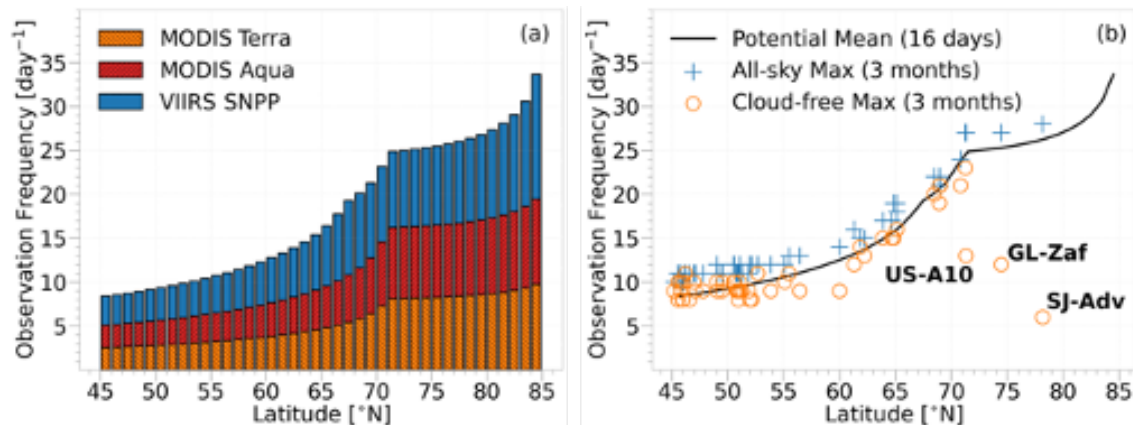 (a)
MODIS Terra
MODIS Aqua
VIIRS SNPP
Observation Frequency [day⁻¹]
35
30
25
20
15
10
5
45 50 55 60 65 70 75 80 85
Latitude [°N]
(b)
Potential Mean (16 days)
All-sky Max (3 months)
Cloud-free Max (3 months)
Observation Frequency [day⁻¹]
35
30
25
20
15
10
5
US-A10
GL-Zaf
SJ-Adv
45 50 55 60 65 70 75 80 85
Latitude [°N]